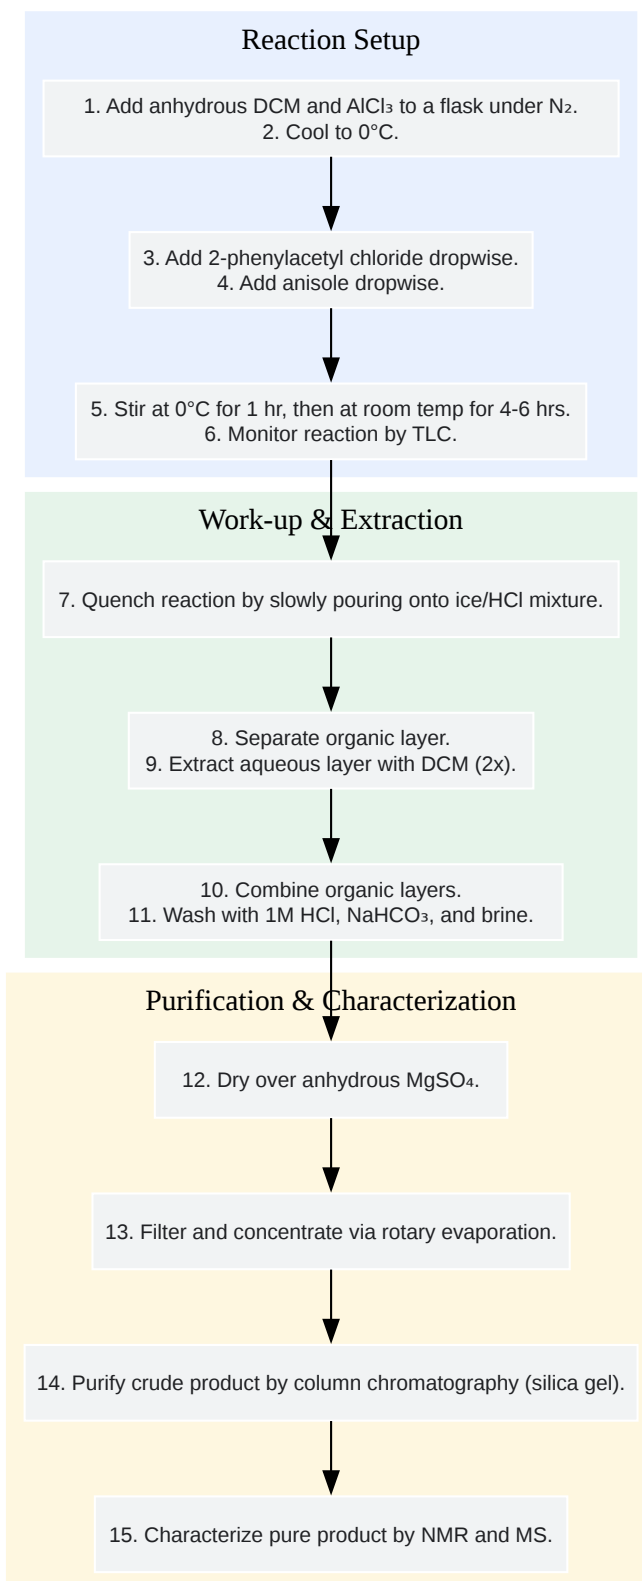 Reaction Setup
1. Add anhydrous DCM and AlCl₃ to a flask under N₂.
2. Cool to 0°C.
3. Add 2-phenylacetyl chloride dropwise.
4. Add anisole dropwise.
5. Stir at 0°C for 1 hr, then at room temp for 4-6 hrs.
6. Monitor reaction by TLC.
Work-up & Extraction
7. Quench reaction by slowly pouring onto ice/HCl mixture.
8. Separate organic layer.
9. Extract aqueous layer with DCM (2x).
10. Combine organic layers.
11. Wash with 1M HCl, NaHCO₃, and brine.
Purification & Characterization
12. Dry over anhydrous MgSO₄.
13. Filter and concentrate via rotary evaporation.
14. Purify crude product by column chromatography (silica gel).
15. Characterize pure product by NMR and MS.